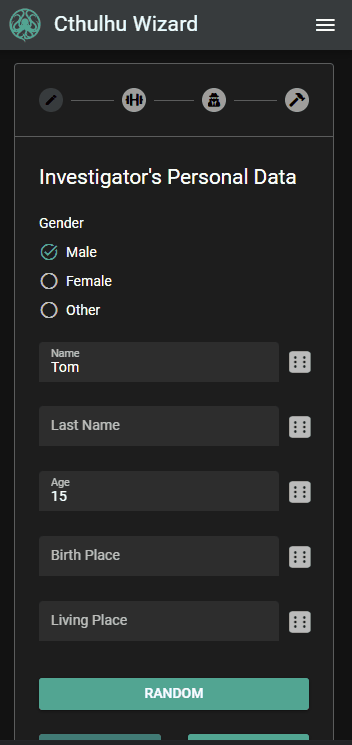 Cthulhu Wizard
Investigator's Personal Data
Gender
Male
Female
Other
Name
Tom
Last Name
Age
15
Birth Place
Living Place
RANDOM